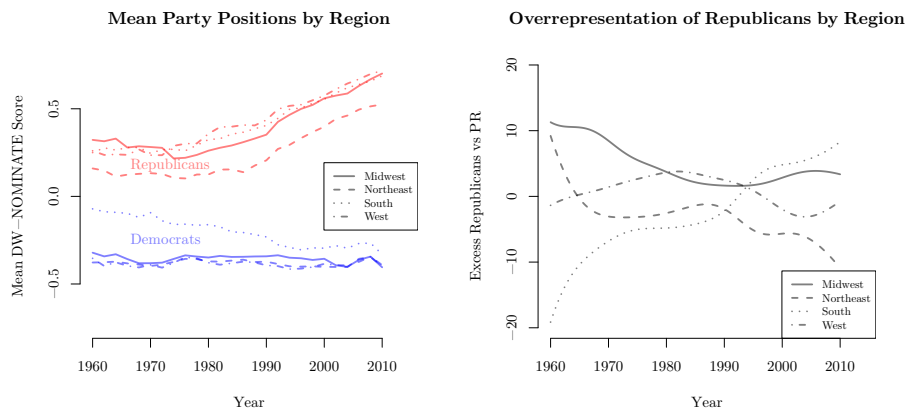 Mean Party Positions by Region
Mean DW−NOMINATE Score
0.5
0.0
−0.5
Republicans
Democrats
Midwest
Northeast
South
West
1960
1970
1980
1990
2000
2010
Year
Overrepresentation of Republicans by Region
Excess Republicans vs PR
20
10
0
−10
−20
Midwest
Northeast
South
West
1960
1970
1980
1990
2000
2010
Year